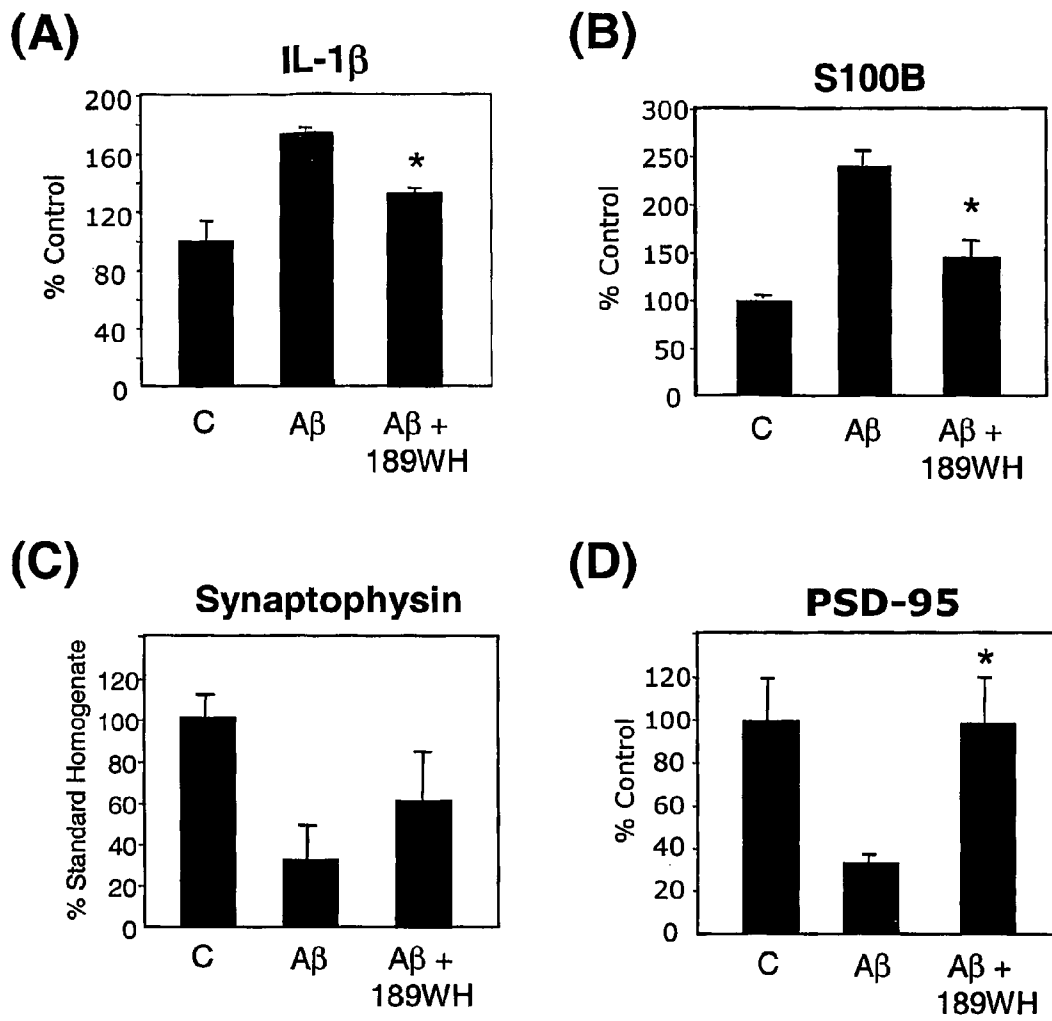 (A)
IL-1β
% Control
200
160
120
80
40
0
C
Aβ
Aβ +
189WH
*
(B)
S100B
% Control
300
250
200
150
100
50
0
C
Aβ
Aβ +
189WH
*
(C)
Synaptophysin
% Standard Homogenate
120
100
80
60
40
20
0
C
Aβ
Aβ +
189WH
(D)
PSD-95
% Control
120
100
80
60
40
20
0
C
Aβ
Aβ +
189WH
*